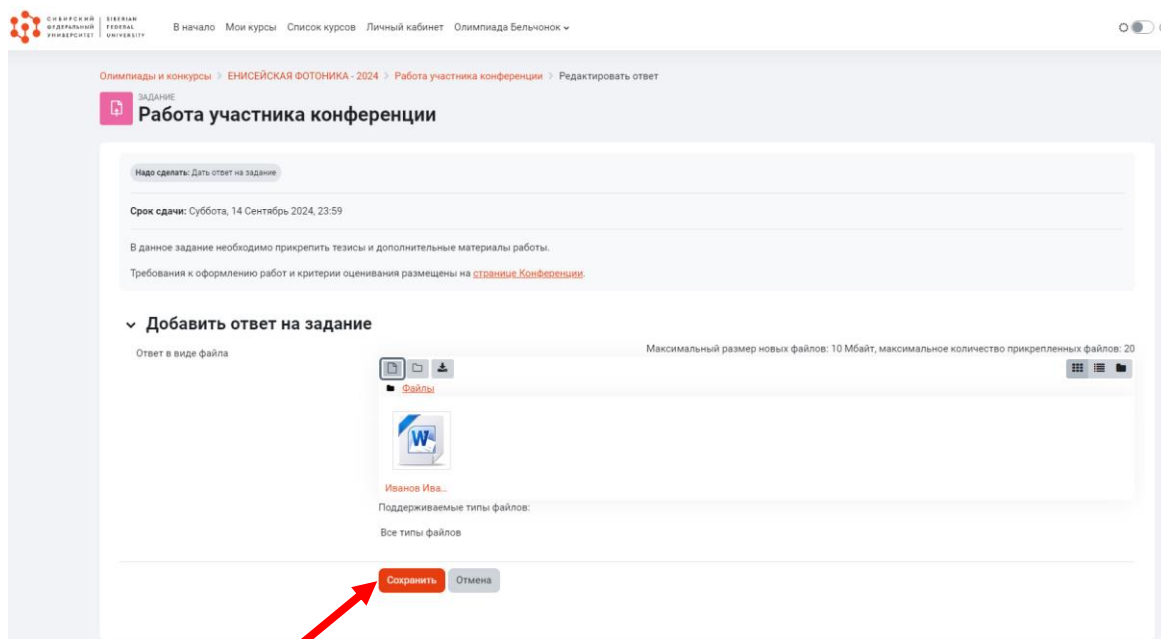 СИБИРСКИЙ
ФЕДЕРАЛЬНЫЙ
УНИВЕРСИТЕТ
SIBERIAN
FEDERAL
UNIVERSITY
В начало Мои курсы Список курсов Личный кабинет Олимпиада Бельчонок
Олимпиады и конкурсы > ЕНИСЕЙСКАЯ ФОТОНИКА - 2024 > Работа участника конференции > Редактировать ответ
ЗАДАНИЕ
Работа участника конференции
Надо сделать: Дать ответ на задание
Срок сдачи: Суббота, 14 Сентябрь 2024, 23:59
В данное задание необходимо прикрепить тезисы и дополнительные материалы работы.
Требования к оформлению работ и критерии оценивания размещены на странице Конференции.
Добавить ответ на задание
Ответ в виде файла
Максимальный размер новых файлов: 10 Мбайт, максимальное количество прикрепленных файлов: 20
Файлы
W
Иванов Ива...
Поддерживаемые типы файлов:
Все типы файлов
Сохранить Отмена